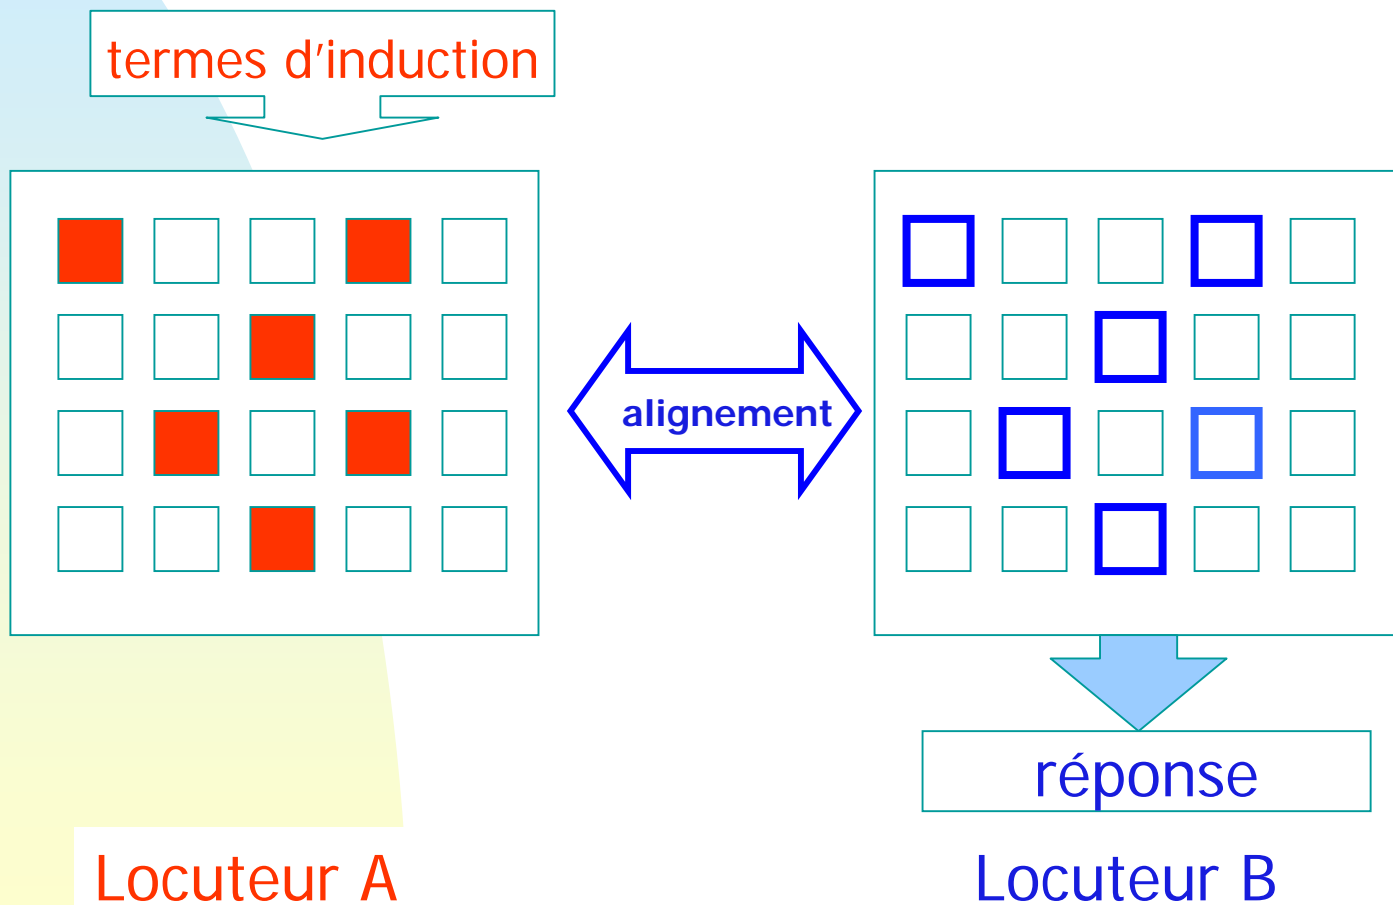 termes d'induction
alignement
réponse
Locuteur A
Locuteur B